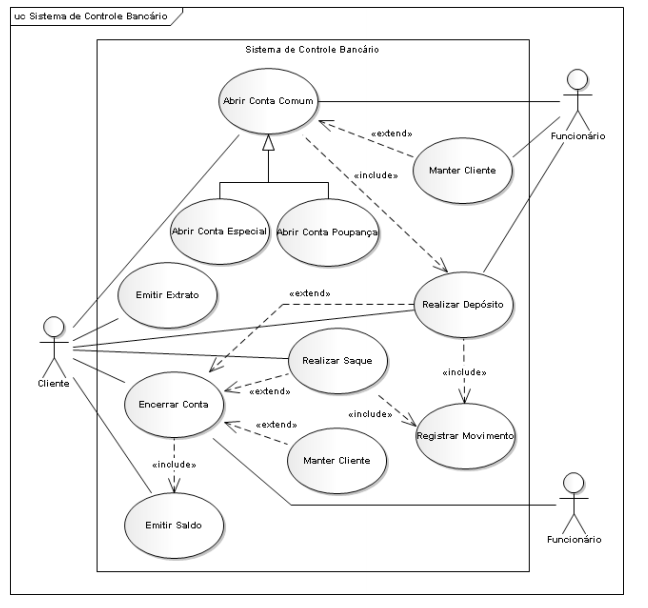 uc Sistema de Controle Bancário
Sistema de Controle Bancário
Abrir Conta Comum
«extend»
Funcionário
«include»
Manter Cliente
Abrir Conta Especial
Abrir Conta Poupança
Emitir Extrato
«extend»
Realizar Depósito
Realizar Saque
«include»
Cliente
«extend»
Encerrar Conta
«include»
«extend»
Registrar Movimento
Manter Cliente
«include»
Emitir Saldo
Funcionário